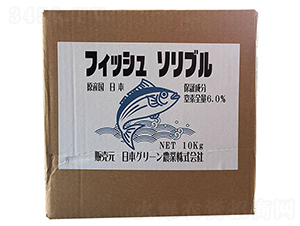 フィッシュ ソリブル
原産国 日本
保証成分
窒素全量6.0%
NET 10Kg
販売元 日本グリーン農業株式会社